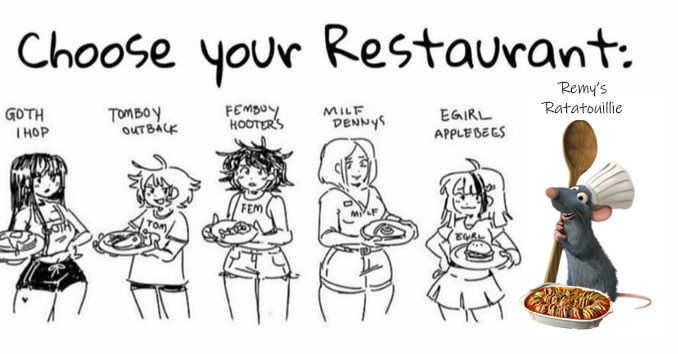 Choose your Restaurant:
GOTH
IHOP
TOMBOY
OUTBACK
FEMBOY
HOOTERS
MILF
DENNYS
EGIRL
APPLEBEES
Remy's
Ratatouillie
GOTH
TOM
FEM
MILF
EGIRL